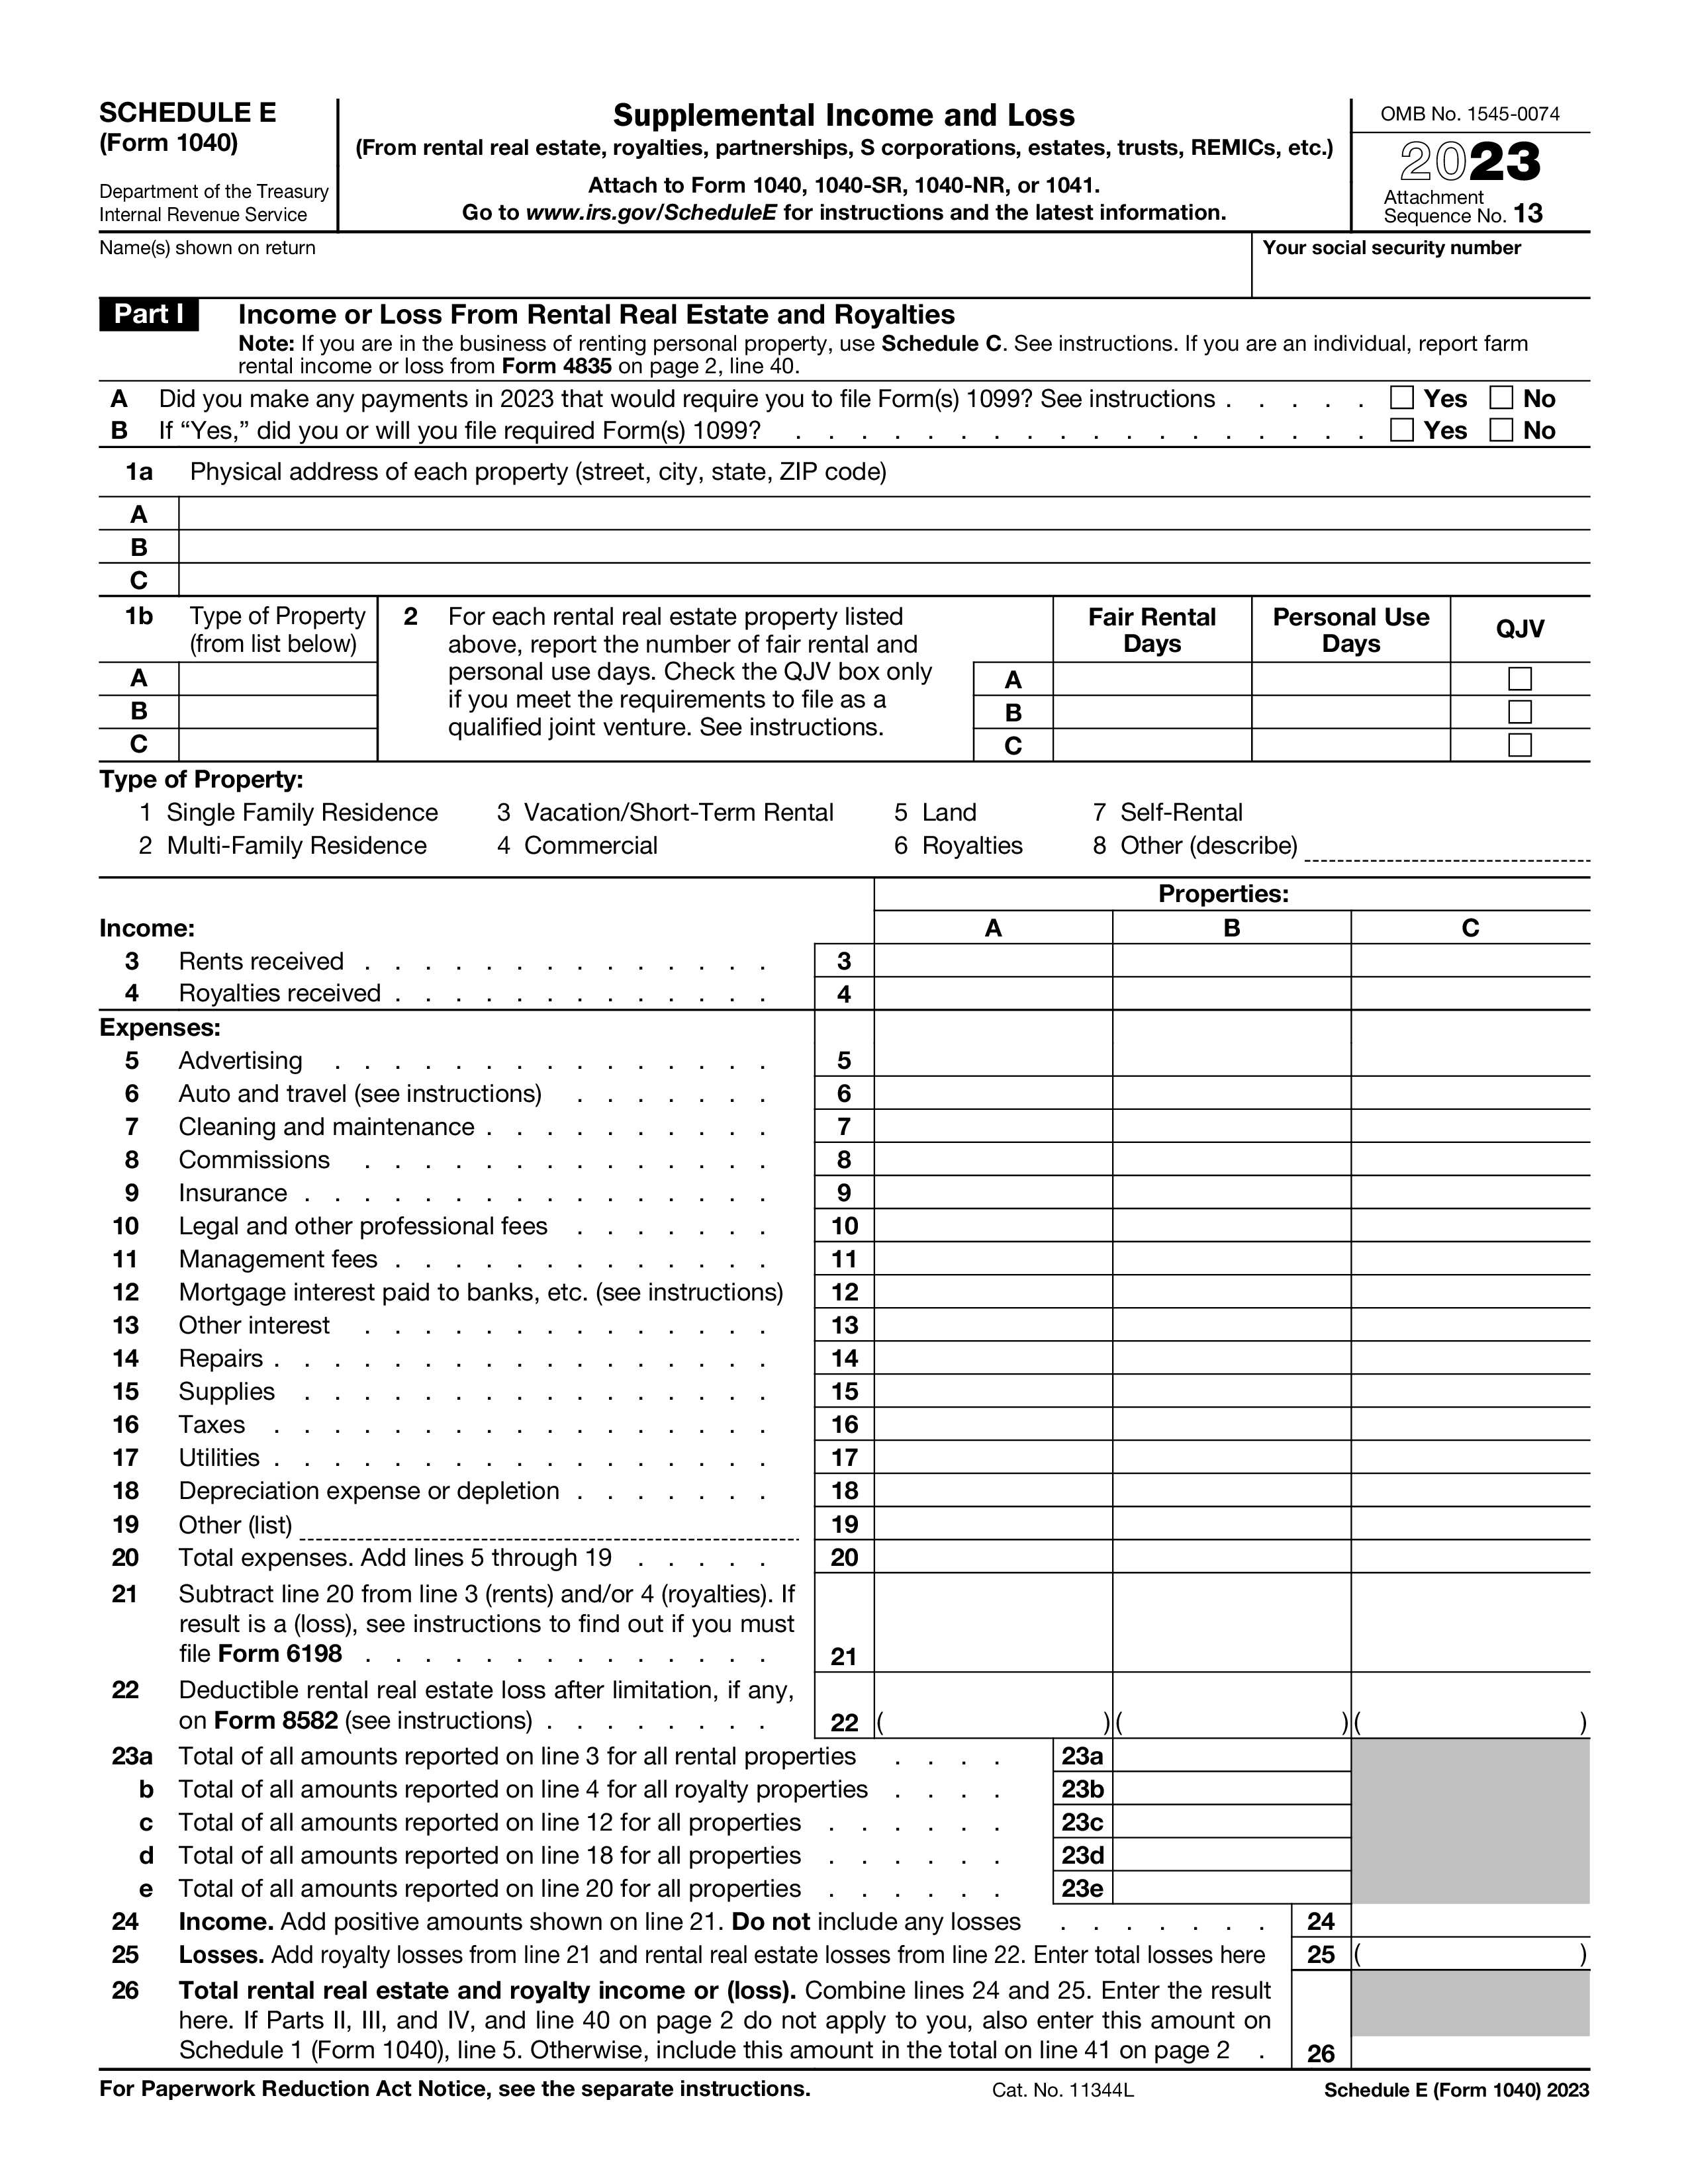 SCHEDULE E
(Form 1040)
Department of the Treasury
Internal Revenue Service
Supplemental Income and Loss
(From rental real estate, royalties, partnerships, S corporations, estates, trusts, REMICs, etc.)
Attach to Form 1040, 1040-SR, 1040-NR, or 1041.
Go to www.irs.gov/ScheduleE for instructions and the latest information.
OMB No. 1545-0074
2023
Attachment
Sequence No. 13
Name(s) shown on return
Your social security number
Part I Income or Loss From Rental Real Estate and Royalties
Note: If you are in the business of renting personal property, use Schedule C. See instructions. If you are an individual, report farm
rental income or loss from Form 4835 on page 2, line 40.
A Did you make any payments in 2023 that would require you to file Form(s) 1099? See instructions . . . . . Yes No
B If “Yes,” did you or will you file required Form(s) 1099? . . . . . . . . . . . . . . . . . . Yes No
1a Physical address of each property (street, city, state, ZIP code)
A
B
C
1b Type of Property
(from list below)
A
B
C
2 For each rental real estate property listed
above, report the number of fair rental and
personal use days. Check the QJV box only
if you meet the requirements to file as a
qualified joint venture. See instructions.
Fair Rental
Days
Personal Use
Days
QJV
A
B
C
Type of Property:
1 Single Family Residence 3 Vacation/Short-Term Rental 5 Land 7 Self-Rental
2 Multi-Family Residence 4 Commercial 6 Royalties 8 Other (describe)
Properties:
Income: A B C
3 Rents received . . . . . . . . . . . . . . 3
4 Royalties received . . . . . . . . . . . . . 4
Expenses:
5 Advertising . . . . . . . . . . . . . . . 5
6 Auto and travel (see instructions) . . . . . . . 6
7 Cleaning and maintenance . . . . . . . . . . 7
8 Commissions . . . . . . . . . . . . . . 8
9 Insurance . . . . . . . . . . . . . . . . 9
10 Legal and other professional fees . . . . . . . 10
11 Management fees . . . . . . . . . . . . . 11
12 Mortgage interest paid to banks, etc. (see instructions) 12
13 Other interest . . . . . . . . . . . . . . 13
14 Repairs . . . . . . . . . . . . . . . . . 14
15 Supplies . . . . . . . . . . . . . . . . 15
16 Taxes . . . . . . . . . . . . . . . . . 16
17 Utilities . . . . . . . . . . . . . . . . . 17
18 Depreciation expense or depletion . . . . . . . 18
19 Other (list) 19
20 Total expenses. Add lines 5 through 19 . . . . . 20
21 Subtract line 20 from line 3 (rents) and/or 4 (royalties). If
result is a (loss), see instructions to find out if you must
file Form 6198 . . . . . . . . . . . . . . 21
22 Deductible rental real estate loss after limitation, if any,
on Form 8582 (see instructions) . . . . . . . . 22 ( ) ( ) ( )
23a Total of all amounts reported on line 3 for all rental properties . . . . 23a
b Total of all amounts reported on line 4 for all royalty properties . . . . 23b
c Total of all amounts reported on line 12 for all properties . . . . . . 23c
d Total of all amounts reported on line 18 for all properties . . . . . . 23d
e Total of all amounts reported on line 20 for all properties . . . . . . 23e
24 Income. Add positive amounts shown on line 21. Do not include any losses . . . . . . . 24
25 Losses. Add royalty losses from line 21 and rental real estate losses from line 22. Enter total losses here 25 ( )
26 Total rental real estate and royalty income or (loss). Combine lines 24 and 25. Enter the result
here. If Parts II, III, and IV, and line 40 on page 2 do not apply to you, also enter this amount on
Schedule 1 (Form 1040), line 5. Otherwise, include this amount in the total on line 41 on page 2 . 26
For Paperwork Reduction Act Notice, see the separate instructions. Cat. No. 11344L Schedule E (Form 1040) 2023